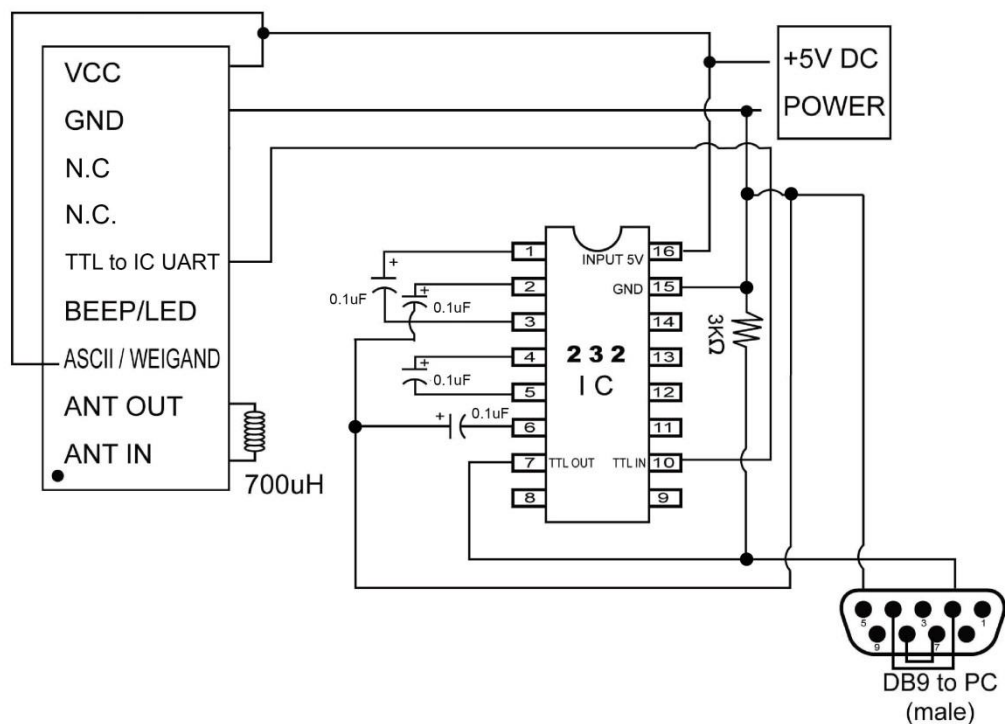 VCC
GND
N.C
N.C.
TTL to IC UART
BEEP/LED
ASCII / WEIGAND
ANT OUT
ANT IN
700uH
+5V DC
POWER
1
2
3
4
5
6
7
8
16
15
14
13
12
11
10
9
INPUT 5V
GND
232
IC
TTL OUT
TTL IN
+
0.1uF
+
0.1uF
+
0.1uF
+
0.1uF
3KΩ
5
3
1
9
7
DB9 to PC
(male)